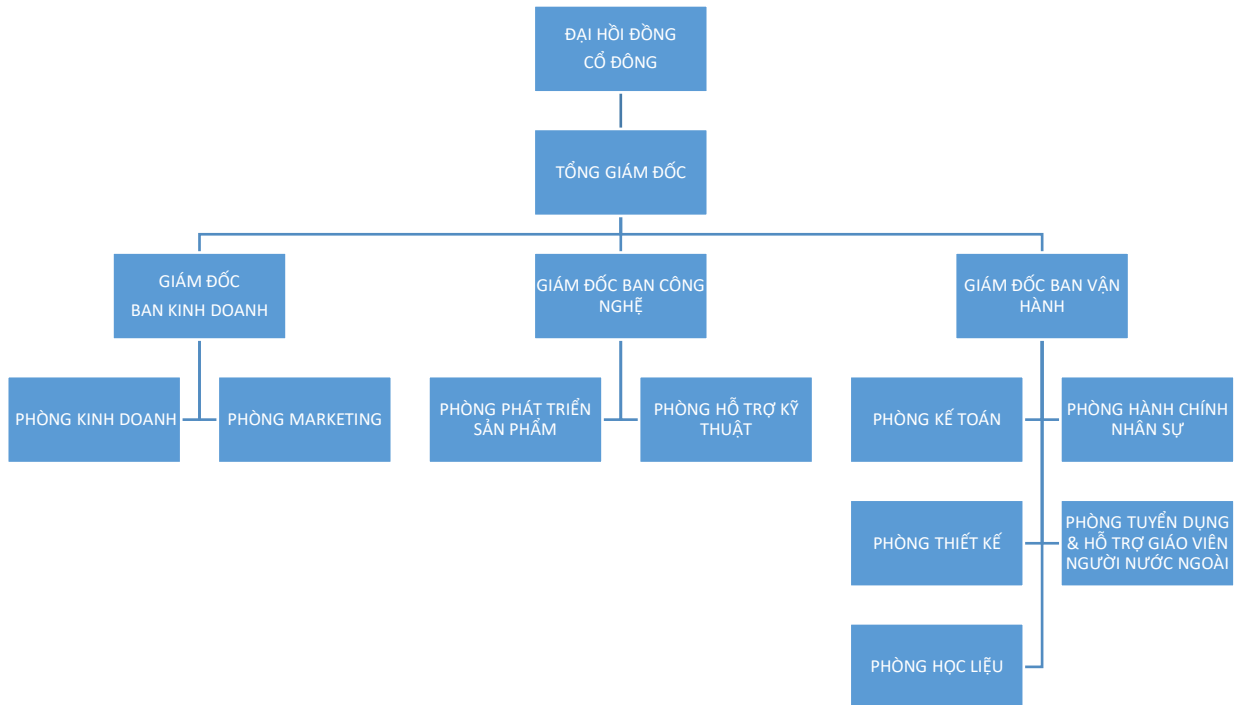 ĐẠI HỒI ĐỒNG
CỔ ĐÔNG
TỔNG GIÁM ĐỐC
GIÁM ĐỐC
BAN KINH DOANH
GIÁM ĐỐC BAN CÔNG
NGHẸ̃
GIÁM ĐỐC BAN VẬN
HÀNH
PHÒNG KINH DOANH
PHÒNG MARKETING
PHÒNG PHÁT TRIỂN
SẢN PHẨM
PHÒNG HỖ TRỢ KỸ
THUẬT
PHÒNG KẾ TOÁN
PHÒNG HÀNH CHÍNH
NHÂN SỰ
PHÒNG THIẾT KẾ
PHÒNG TUYỂN DỤNG
& HỖ TRỢ GIÁO VIÊN
NGƯỜI NƯỚC NGOÀI
PHÒNG HỌC LIỆU